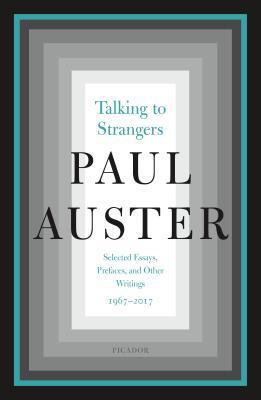 Talking to
Strangers
PAUL
AUSTER
Selected Essays,
Prefaces, and Other
Writings
1967–2017
PICADOR